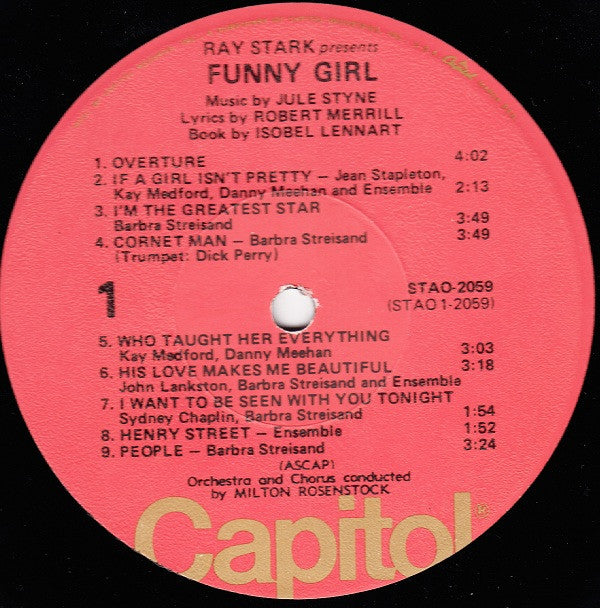 RAY STARK presents
FUNNY GIRL
Music by JULE STYNE
Lyrics by ROBERT MERRILL
Book by ISOBEL LENNART
1. OVERTURE 4:02
2. IF A GIRL ISN'T PRETTY – Jean Stapleton,
Kay Medford, Danny Meehan and Ensemble 2:13
3. I'M THE GREATEST STAR
Barbra Streisand 3:49
4. CORNET MAN – Barbra Streisand 3:49
(Trumpet: Dick Perry)
1
STAO-2059
(STAO 1-2059)
5. WHO TAUGHT HER EVERYTHING
Kay Medford, Danny Meehan 3:03
6. HIS LOVE MAKES ME BEAUTIFUL 3:18
John Lankston, Barbra Streisand and Ensemble
7. I WANT TO BE SEEN WITH YOU TONIGHT
Sydney Chaplin, Barbra Streisand 1:54
8. HENRY STREET – Ensemble 1:52
9. PEOPLE – Barbra Streisand 3:24
(ASCAP)
Orchestra and Chorus conducted
by MILTON ROSENSTOCK
Capitol®